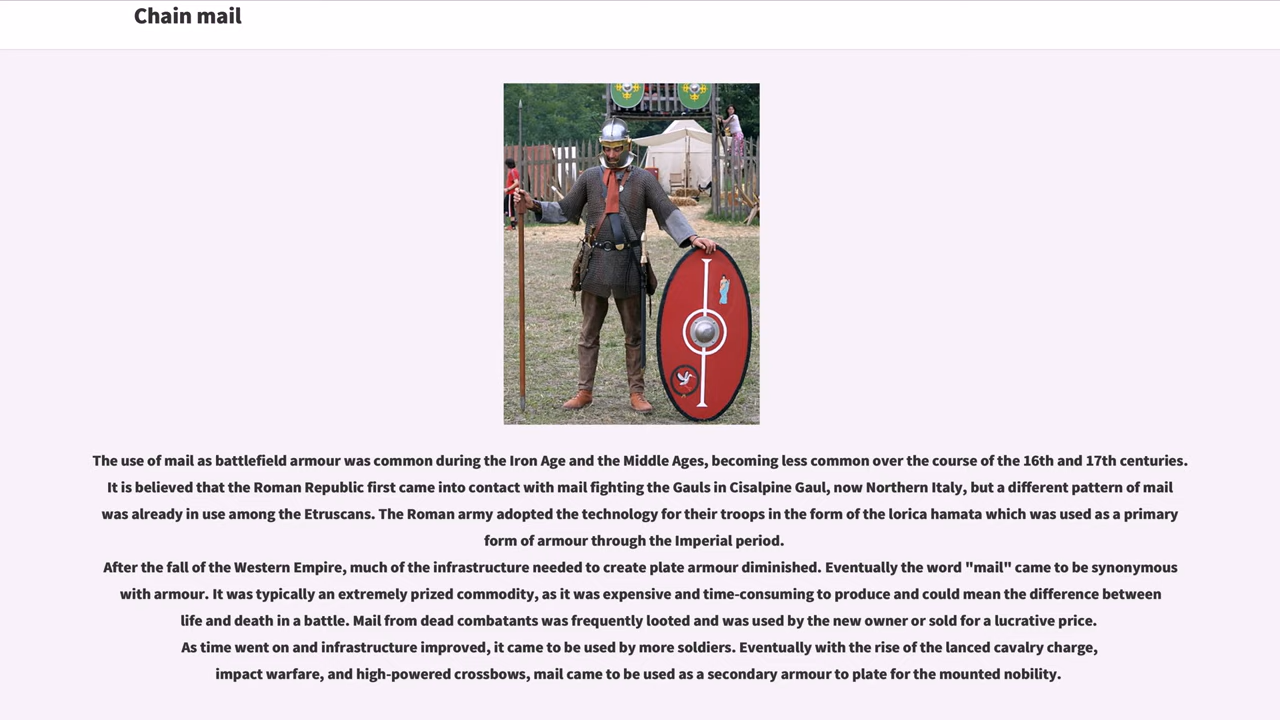 Chain mail
The use of mail as battlefield armour was common during the Iron Age and the Middle Ages, becoming less common over the course of the 16th and 17th centuries.
It is believed that the Roman Republic first came into contact with mail fighting the Gauls in Cisalpine Gaul, now Northern Italy, but a different pattern of mail
was already in use among the Etruscans. The Roman army adopted the technology for their troops in the form of the lorica hamata which was used as a primary
form of armour through the Imperial period.
After the fall of the Western Empire, much of the infrastructure needed to create plate armour diminished. Eventually the word "mail" came to be synonymous
with armour. It was typically an extremely prized commodity, as it was expensive and time-consuming to produce and could mean the difference between
life and death in a battle. Mail from dead combatants was frequently looted and was used by the new owner or sold for a lucrative price.
As time went on and infrastructure improved, it came to be used by more soldiers. Eventually with the rise of the lanced cavalry charge,
impact warfare, and high-powered crossbows, mail came to be used as a secondary armour to plate for the mounted nobility.